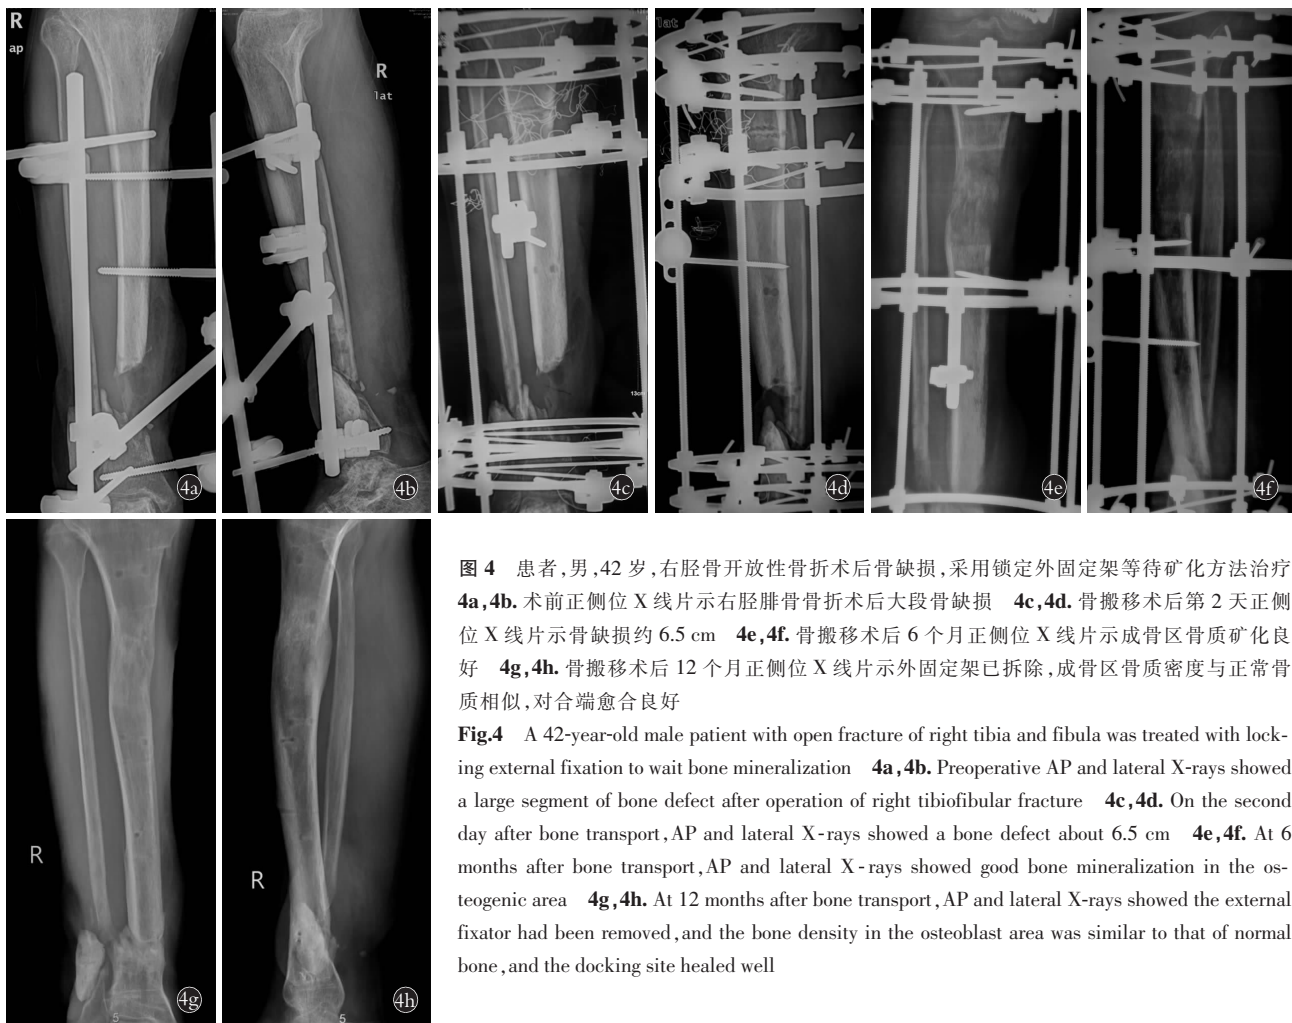 R
ap
R
lat
lat
13cm
4a
4b
4c
4d
4e
4f
R
R
5
5
4g
4h
图 4 患者,男,42 岁,右胫骨开放性骨折术后骨缺损,采用锁定外固定架等待矿化方法治疗
4a,4b. 术前正侧位 X 线片示右胫腓骨骨折术后大段骨缺损 4c,4d. 骨搬移术后第 2 天正侧
位 X 线片示骨缺损约 6.5 cm 4e,4f. 骨搬移术后 6 个月正侧位 X 线片示成骨区骨质矿化良
好 4g,4h. 骨搬移术后 12 个月正侧位 X 线片示外固定架已拆除,成骨区骨质密度与正常骨
质相似,对合端愈合良好
Fig.4 A 42-year-old male patient with open fracture of right tibia and fibula was treated with lock-
ing external fixation to wait bone mineralization 4a,4b. Preoperative AP and lateral X-rays showed
a large segment of bone defect after operation of right tibiofibular fracture 4c,4d. On the second
day after bone transport,AP and lateral X-rays showed a bone defect about 6.5 cm 4e,4f. At 6
months after bone transport,AP and lateral X-rays showed good bone mineralization in the os-
teogenic area 4g,4h. At 12 months after bone transport,AP and lateral X-rays showed the external
fixator had been removed,and the bone density in the osteoblast area was similar to that of normal
bone,and the docking site healed well